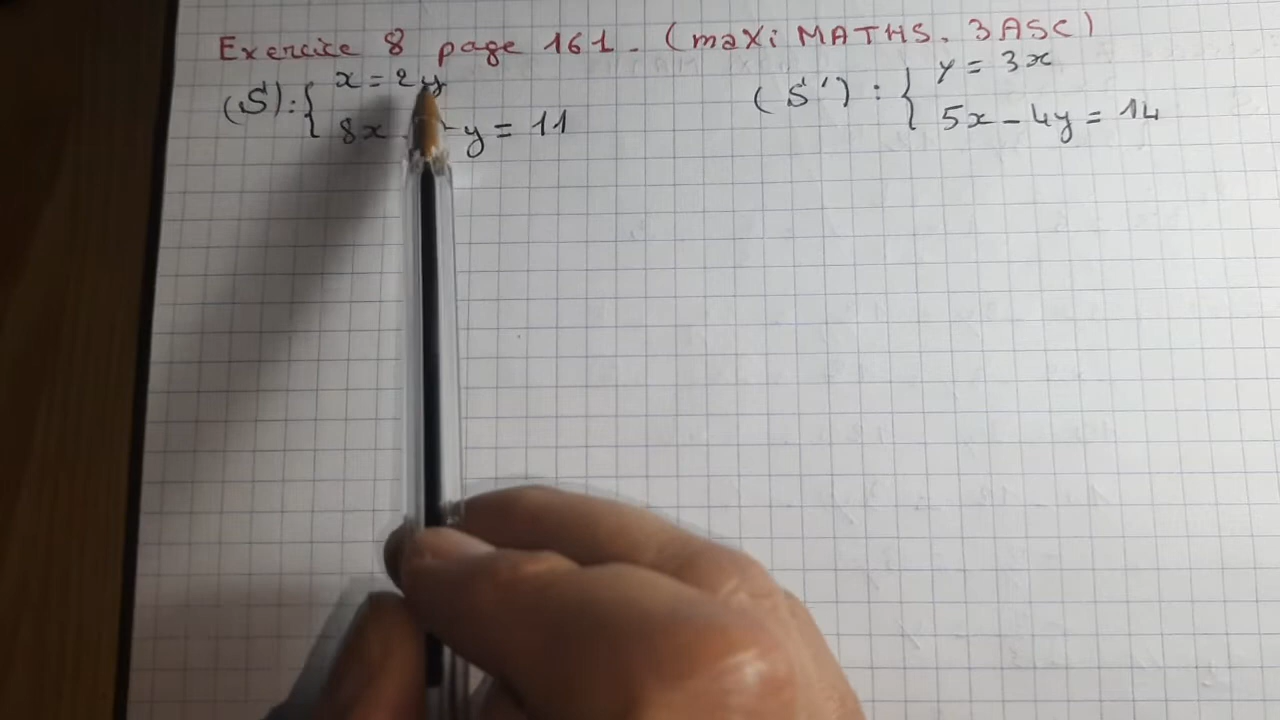 Exercice 8 page 161. (maxi MATHS. 3ASC)
(S): { x = 2y
8x y = 11
(S'): { y = 3x
5x - 4y = 14